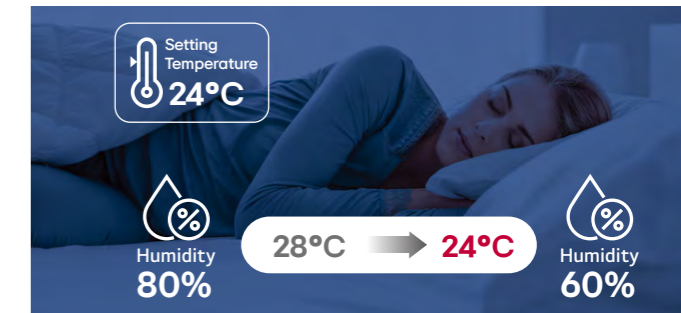 Setting
Temperature
24°C
%
Humidity
80%
28°C
24°C
%
Humidity
60%